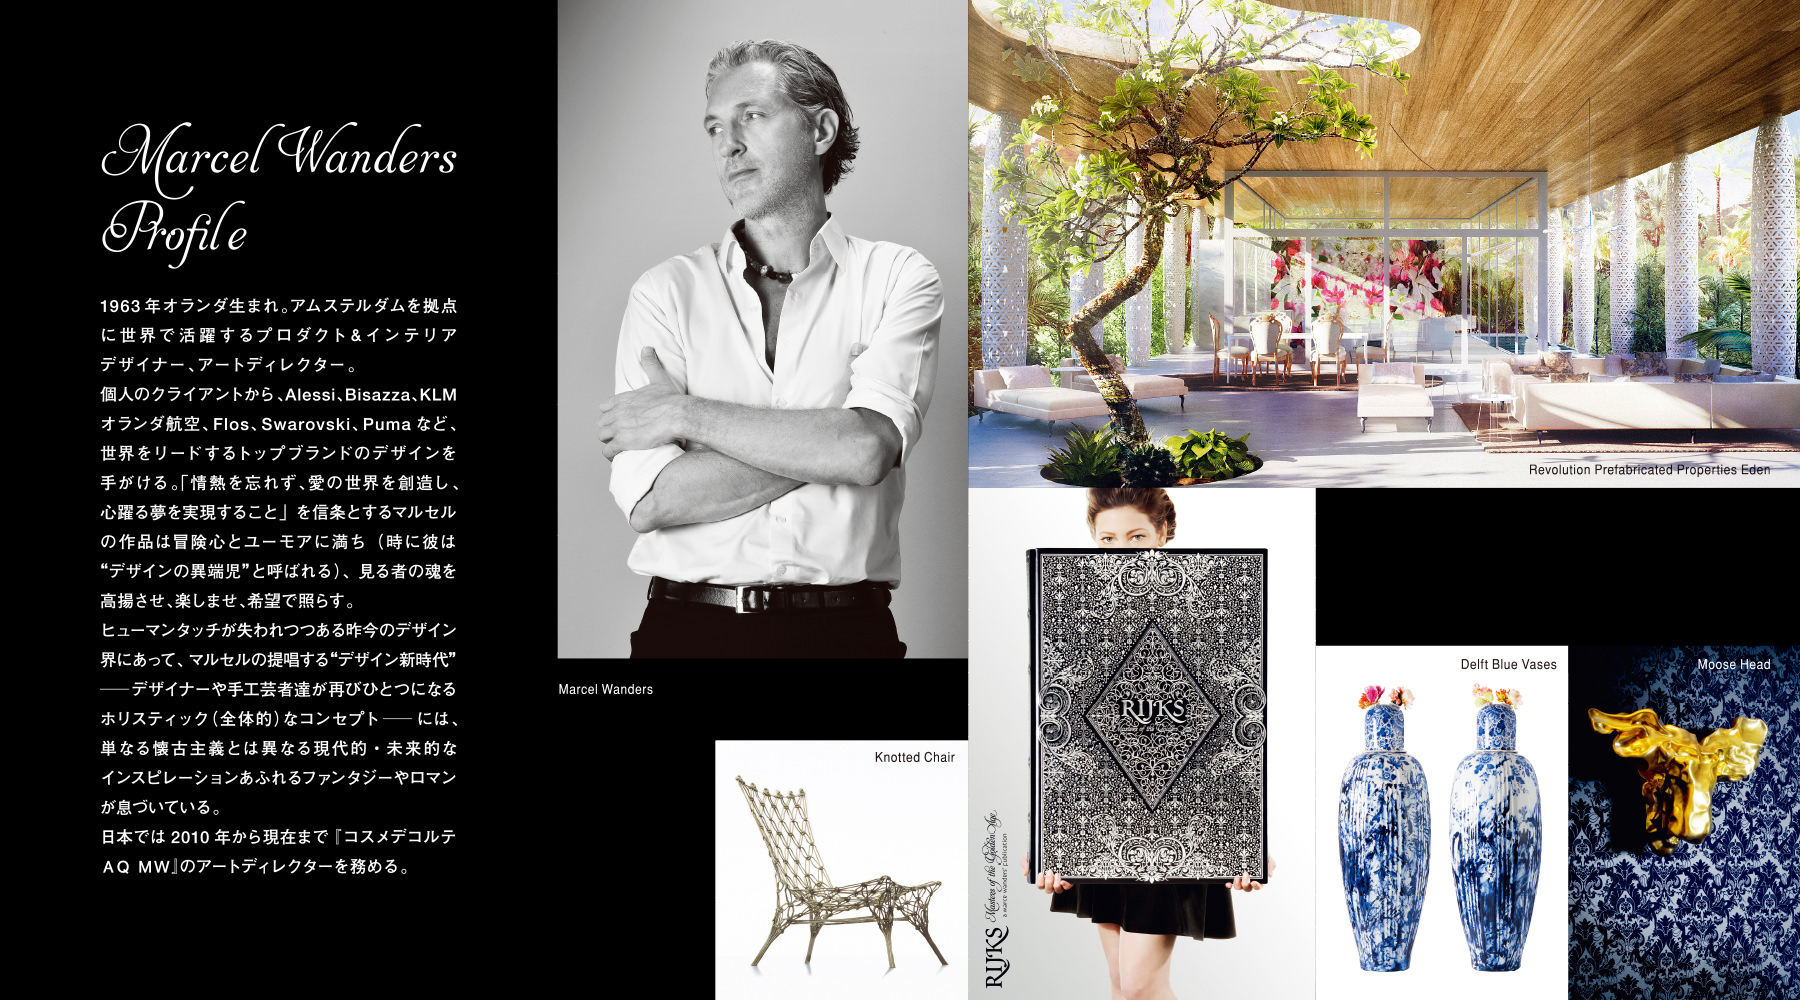 Marcel Wanders
Profile
1963年オランダ生まれ。アムステルダムを拠点
に世界で活躍するプロダクト&インテリア
デザイナー、アートディレクター。
個人のクライアントから、Alessi、Bisazza、KLM
オランダ航空、Flos、Swarovski、Pumaなど、
世界をリードするトップブランドのデザインを
手がける。「情熱を忘れず、愛の世界を創造し、
心躍る夢を実現すること」を信条とするマルセル
の作品は冒険心とユーモアに満ち（時に彼は
“デザインの異端児”と呼ばれる）、見る者の魂を
高揚させ、楽しませ、希望で照らす。
ヒューマンタッチが失われつつある昨今のデザイン
界にあって、マルセルの提唱する“デザイン新時代”
――デザイナーや手工芸者達が再びひとつになる
ホリスティック（全体的）なコンセプト――には、
単なる懐古主義とは異なる現代的・未来的な
インスピレーションあふれるファンタジーやロマン
が息づいている。
日本では2010年から現在まで『コスメデコルテ
AQ MW』のアートディレクターを務める。
Marcel Wanders
Knotted Chair
Revolution Prefabricated Properties Eden
RIJKS
RIJKS Masters of the Golden Age
a marcel wanders' publication
Delft Blue Vases
Moose Head